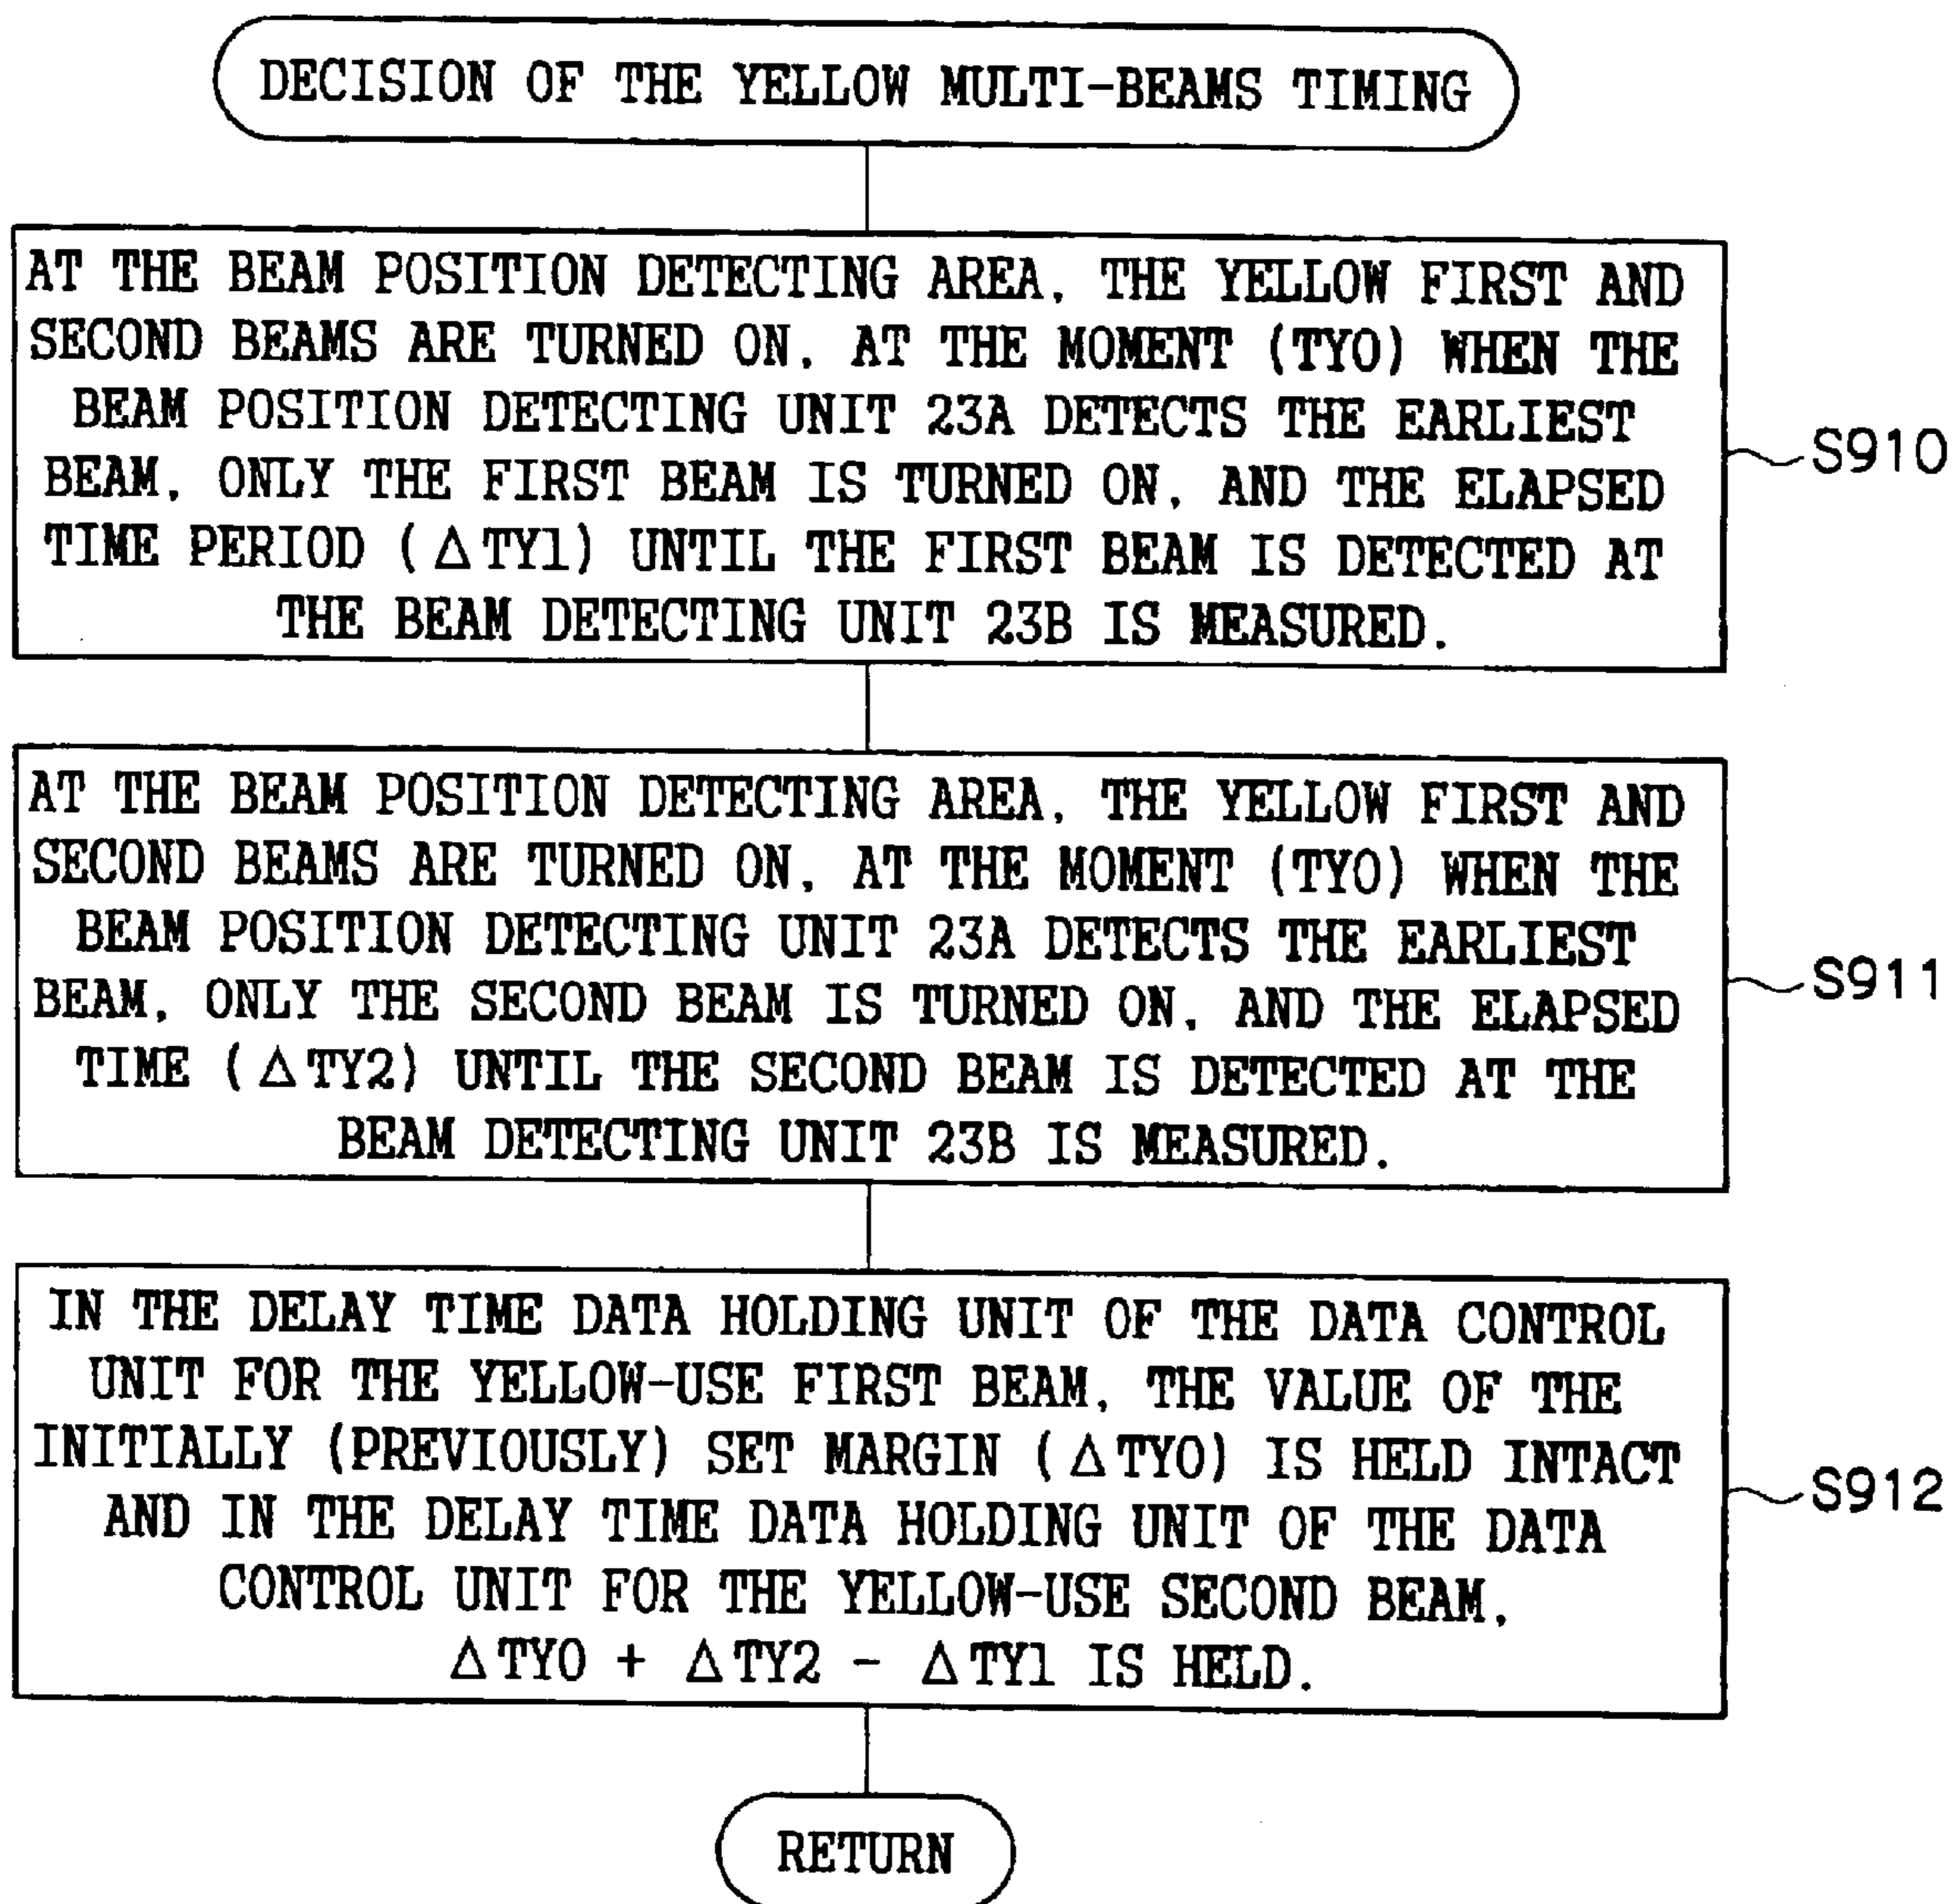 DECISION OF THE YELLOW MULTI-BEAMS TIMING
AT THE BEAM POSITION DETECTING AREA, THE YELLOW FIRST AND
SECOND BEAMS ARE TURNED ON, AT THE MOMENT (TY0) WHEN THE
BEAM POSITION DETECTING UNIT 23A DETECTS THE EARLIEST
BEAM, ONLY THE FIRST BEAM IS TURNED ON, AND THE ELAPSED
TIME PERIOD (ΔTY1) UNTIL THE FIRST BEAM IS DETECTED AT
THE BEAM DETECTING UNIT 23B IS MEASURED.
S910
AT THE BEAM POSITION DETECTING AREA, THE YELLOW FIRST AND
SECOND BEAMS ARE TURNED ON, AT THE MOMENT (TY0) WHEN THE
BEAM POSITION DETECTING UNIT 23A DETECTS THE EARLIEST
BEAM, ONLY THE SECOND BEAM IS TURNED ON, AND THE ELAPSED
TIME (ΔTY2) UNTIL THE SECOND BEAM IS DETECTED AT THE
BEAM DETECTING UNIT 23B IS MEASURED.
S911
IN THE DELAY TIME DATA HOLDING UNIT OF THE DATA CONTROL
UNIT FOR THE YELLOW-USE FIRST BEAM, THE VALUE OF THE
INITIALLY (PREVIOUSLY) SET MARGIN (ΔTY0) IS HELD INTACT
AND IN THE DELAY TIME DATA HOLDING UNIT OF THE DATA
CONTROL UNIT FOR THE YELLOW-USE SECOND BEAM,
ΔTY0 + ΔTY2 - ΔTY1 IS HELD.
S912
RETURN